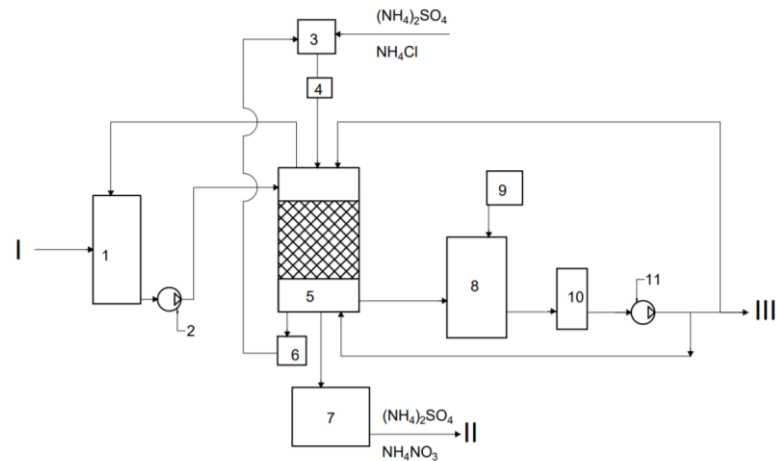 (NH₄)₂SO₄
3
NH₄Cl
4
9
I
1
8
5
10
11
III
2
6
7
(NH₄)₂SO₄
II
NH₄NO₃